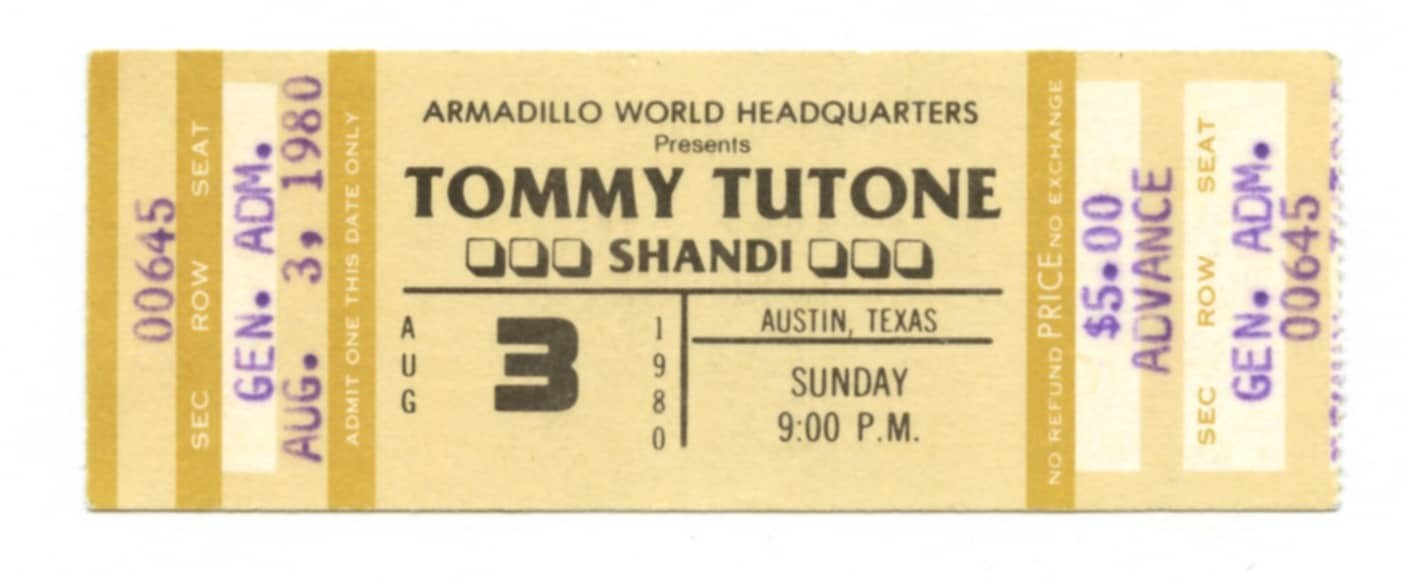 00645
SEC ROW SEAT
GEN. ADM.
AUG. 3, 1980
ADMIT ONE THIS DATE ONLY
ARMADILLO WORLD HEADQUARTERS
Presents
TOMMY TUTONE
SHANDI
AUG
3
1980
AUSTIN, TEXAS
SUNDAY
9:00 P.M.
NO REFUND PRICE NO EXCHANGE
$5.00
ADVANCE
SEC ROW SEAT
GEN. ADM.
00645